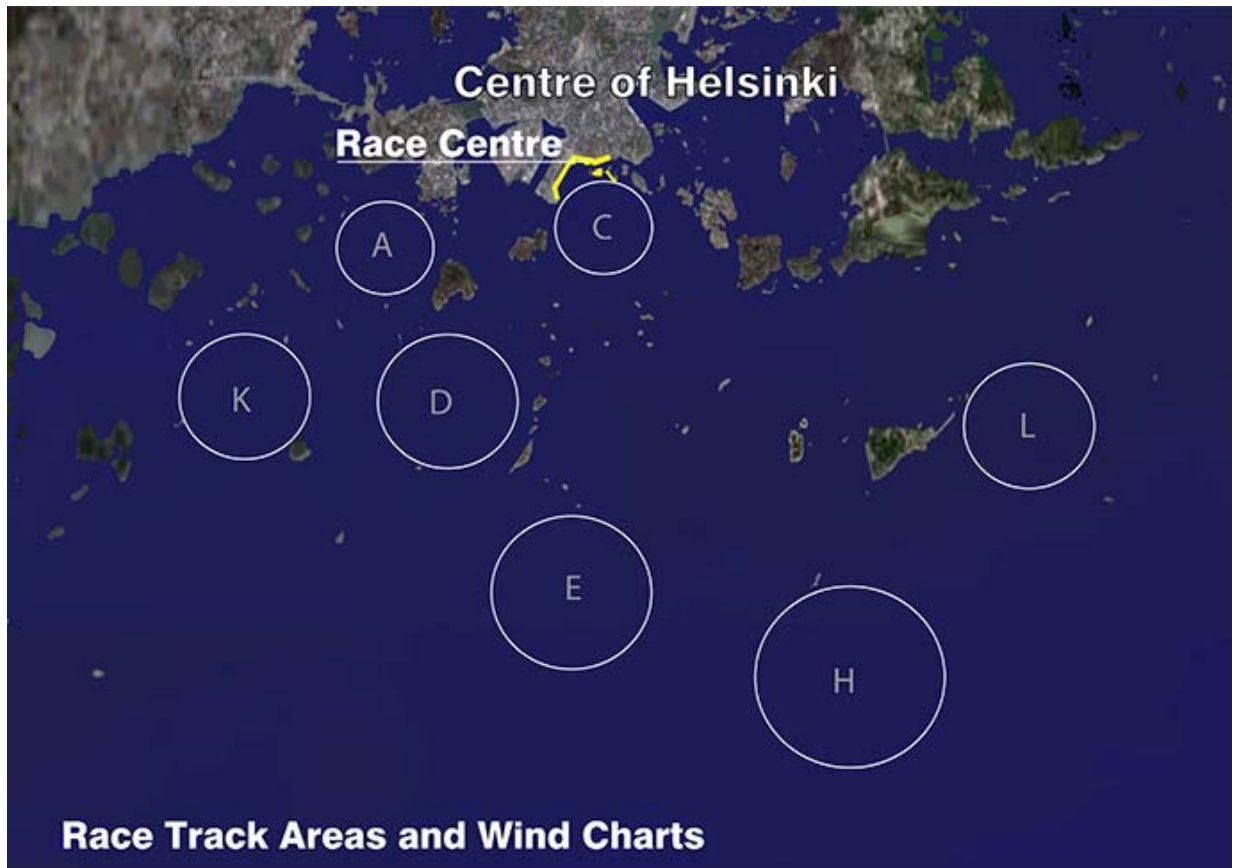 Centre of Helsinki
Race Centre
A
C
K
D
L
E
H
Race Track Areas and Wind Charts